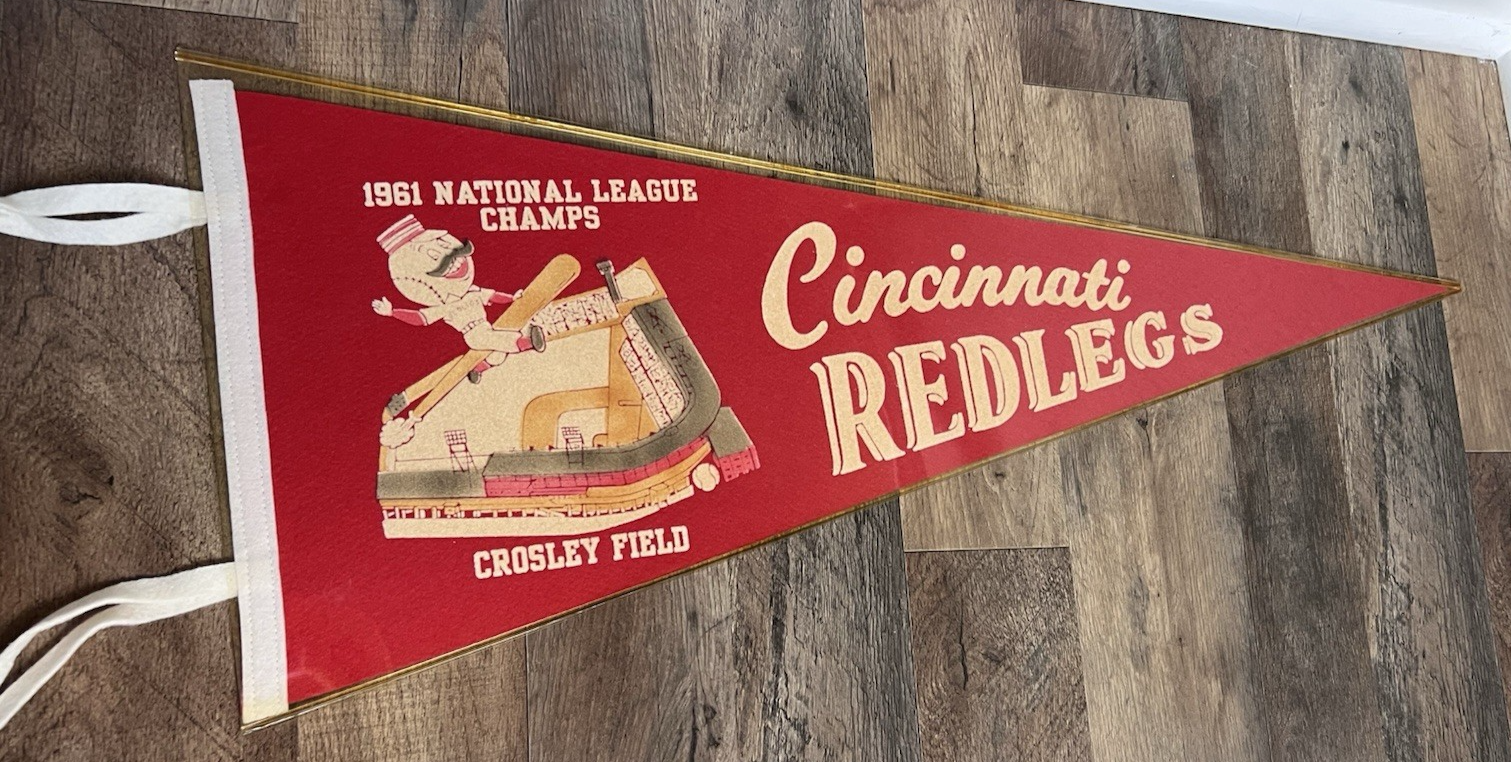 1961 NATIONAL LEAGUE
CHAMPS
Cincinnati
REDLEGS
CROSLEY FIELD